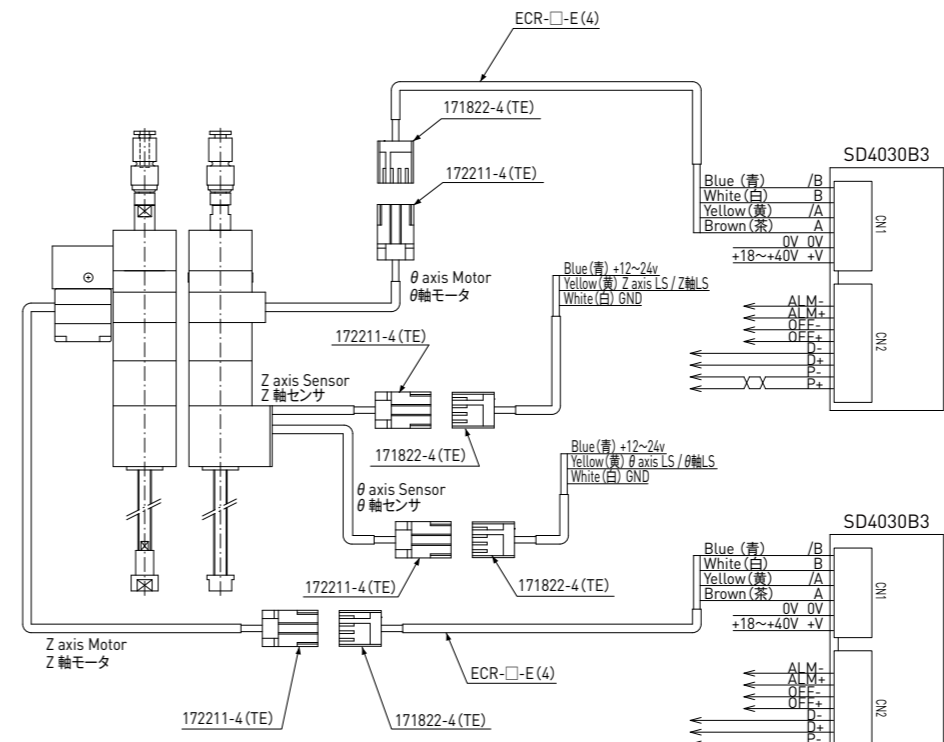 ECR-□-E(4)
171822-4(TE)
172211-4(TE)
SD4030B3
Blue(青) /B
White(白) B
Yellow(黄) /A
Brown(茶) A
0V 0V
+18~+40V +V
CN1
θ axis Motor
θ軸モータ
Blue(青) +12~24v
Yellow(黄) Z axis LS / Z軸LS
White(白) GND
ALM-
ALM+
OFF-
OFF+
D-
D+
P-
P+
CN2
172211-4(TE)
Z axis Sensor
Z 軸センサ
171822-4(TE)
Blue(青) +12~24v
Yellow(黄) θ axis LS / θ軸LS
White(白) GND
θ axis Sensor
θ 軸センサ
172211-4(TE)
171822-4(TE)
SD4030B3
Blue (青) /B
White(白) B
Yellow(黄) /A
Brown(茶) A
0V 0V
+18~+40V +V
CN1
Z axis Motor
Z 軸モータ
ECR-□-E(4)
172211-4(TE)
171822-4(TE)
ALM-
ALM+
OFF-
OFF+
D-
D+
P-
CN2